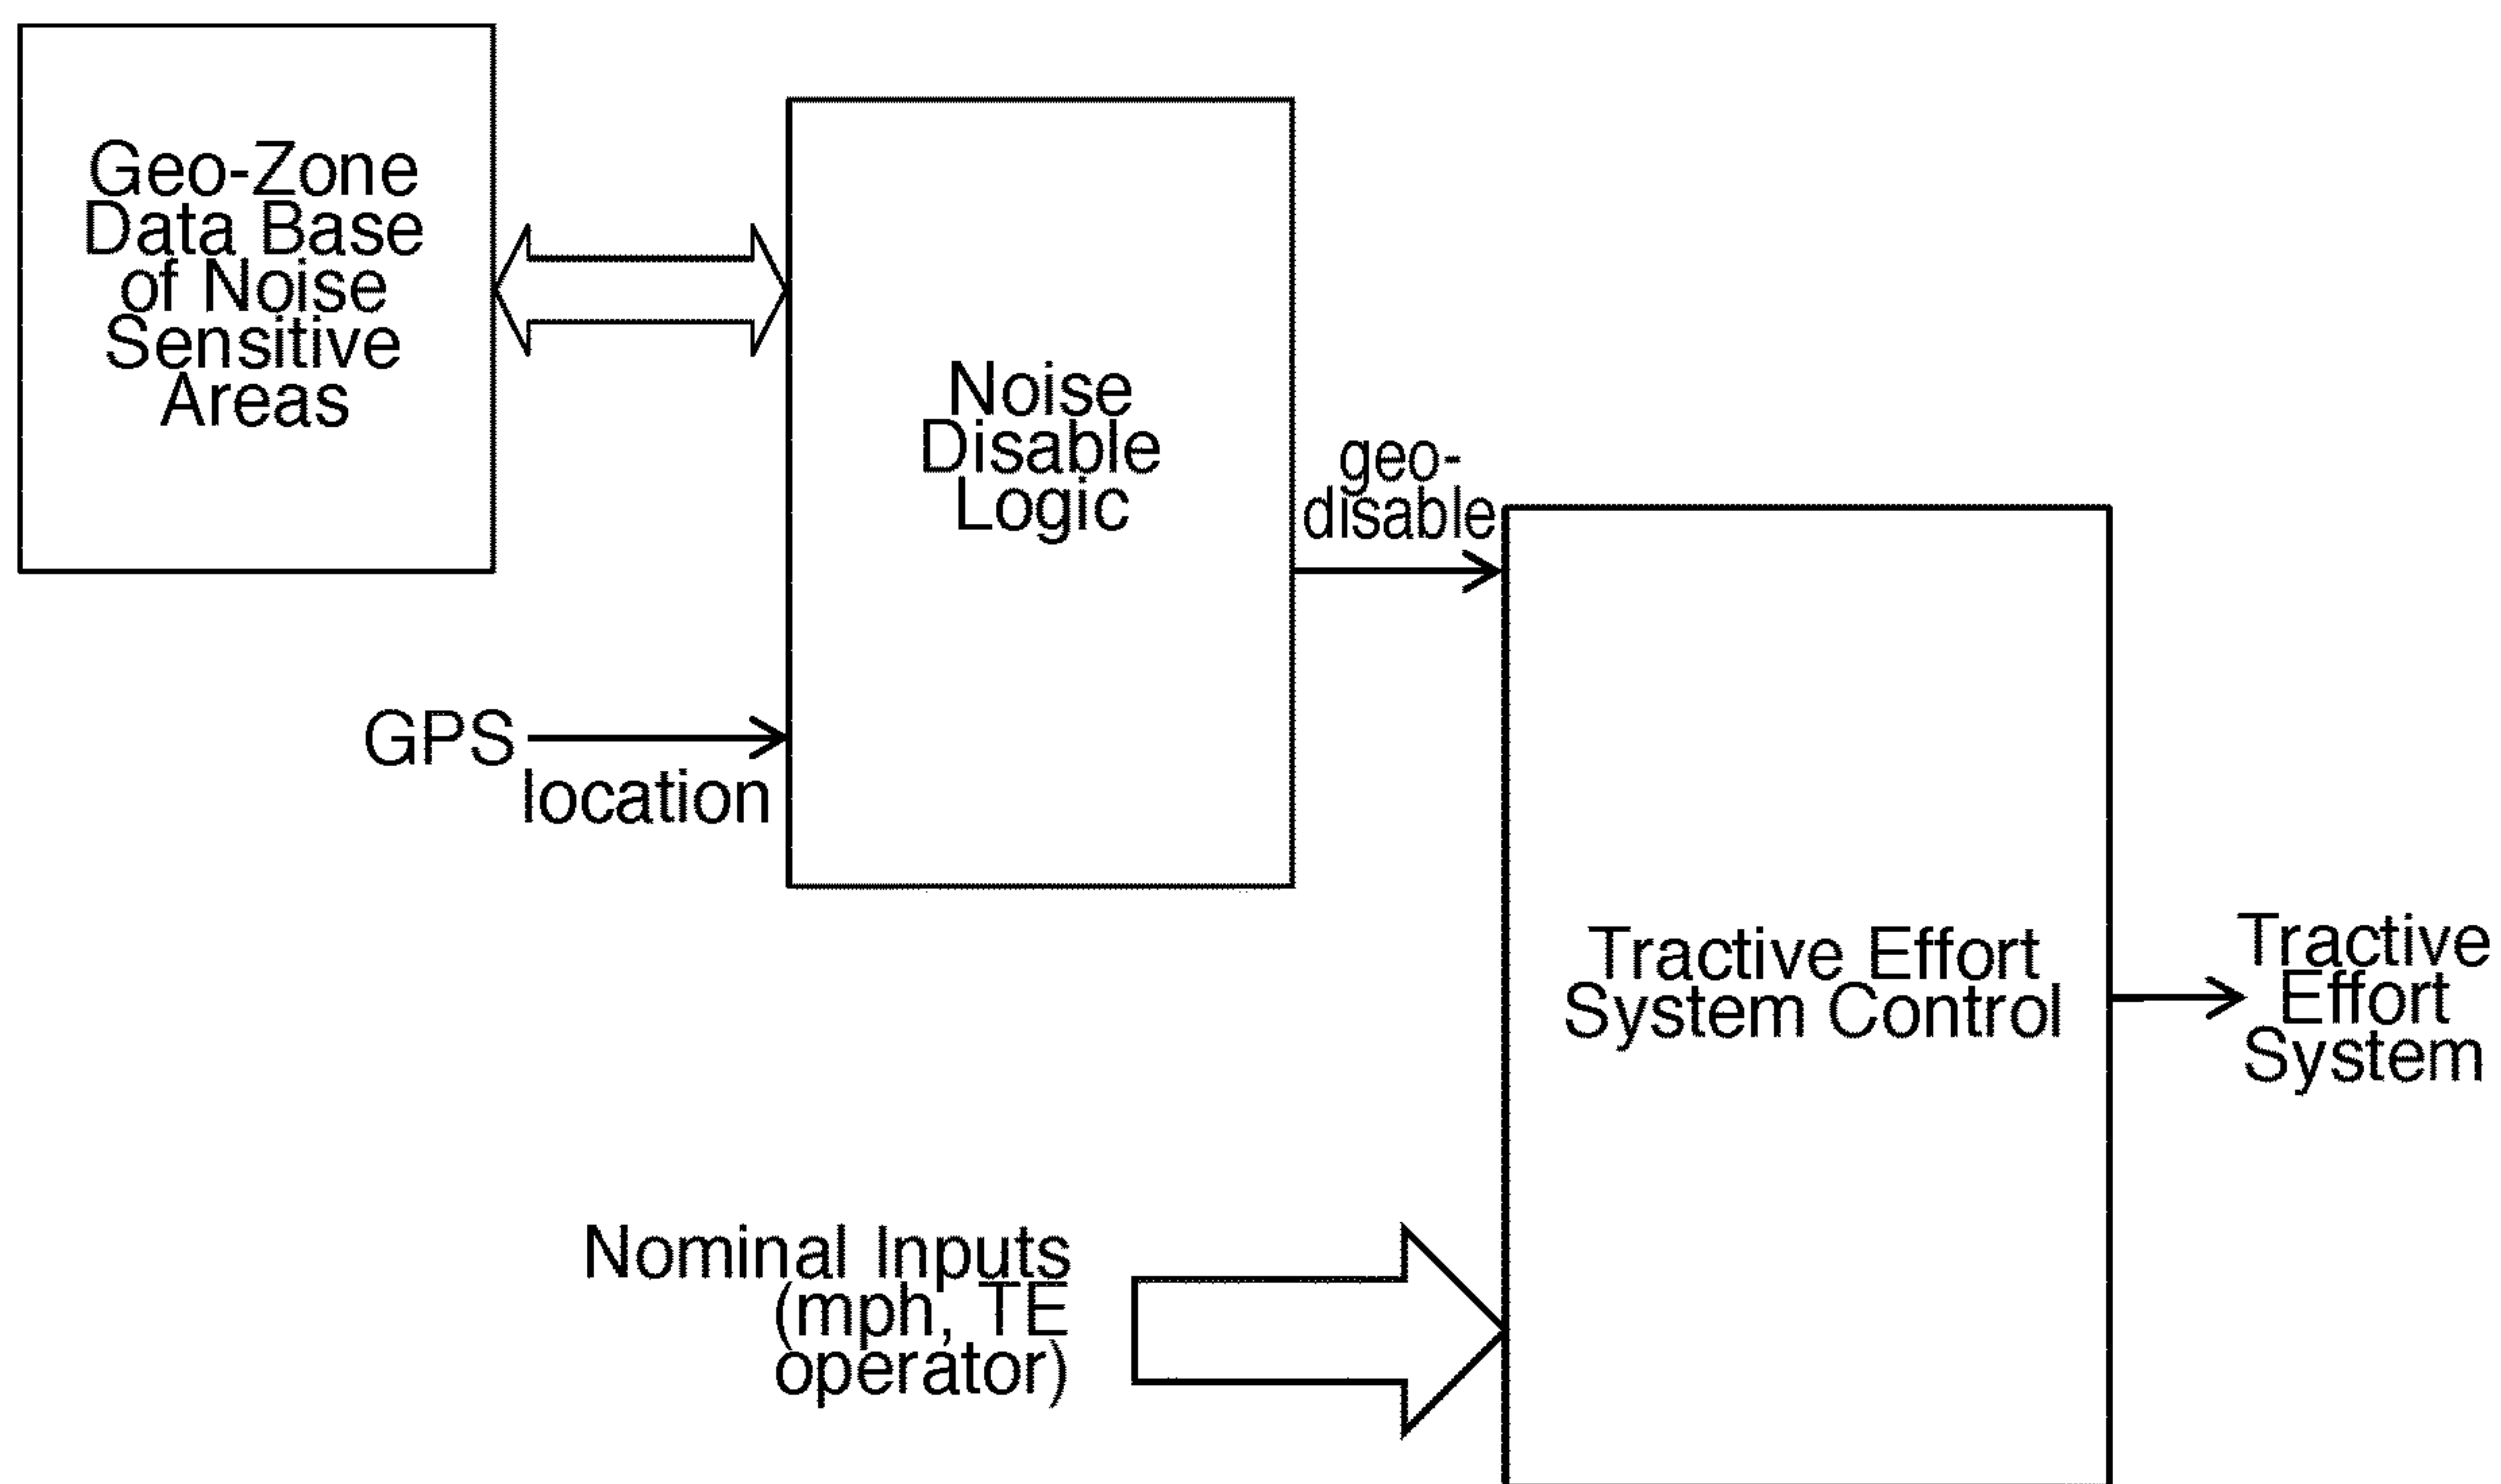 Geo-Zone
Data Base
of Noise
Sensitive
Areas
Noise
Disable
Logic
geo-
disable
GPS
location
Tractive Effort
System Control
Tractive
Effort
System
Nominal Inputs
(mph, TE
operator)